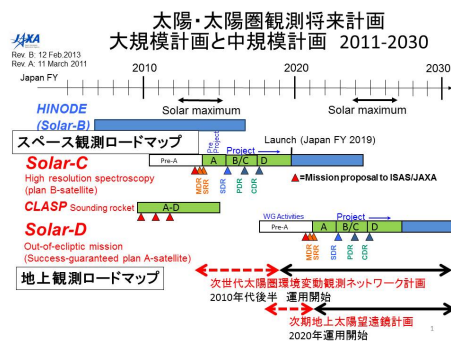 太陽・太陽圏観測将来計画
大規模計画と中規模計画 2011-2030
JAXA
Rev. B: 12 Feb.2013
Rev. A: 11 March 2011
Japan FY
2010
2020
2030
Solar maximum
Solar maximum
HINODE
(Solar-B)
スペース観測ロードマップ
Pre Project
Project
Launch (Japan FY 2019)
Solar-C
Pre-A
A
B/C
D
High resolution spectroscopy
(plan B-satellite)
MDR
SRR
SDR
PDR
CDR
=Mission proposal to ISAS/JAXA
CLASP Sounding rocket
A-D
Solar-D
WG Activities
Project
Pre-A
A
B/C
D
Out-of-ecliptic mission
(Success-guaranteed plan A-satellite)
MDR
SRR
SDR
PDR
CDR
地上観測ロードマップ
次世代太陽圏環境変動観測ネットワーク計画
2010年代後半 運用開始
次期地上太陽望遠鏡計画
2020年運用開始
1